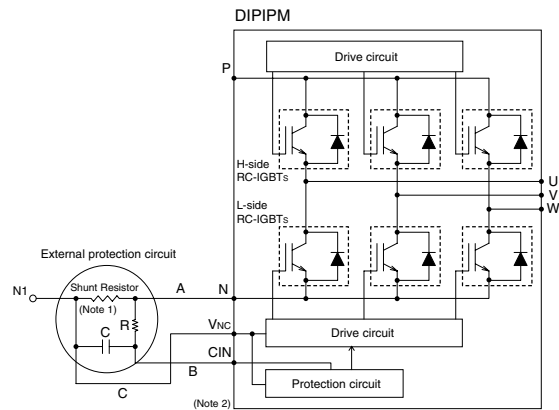 DIPIPM
Drive circuit
P
H-side
RC-IGBTs
U
V
W
L-side
RC-IGBTs
External protection circuit
N1
Shunt Resistor
(Note 1)
A
N
R
C
VNC
Drive circuit
CIN
B
C
Protection circuit
(Note 2)